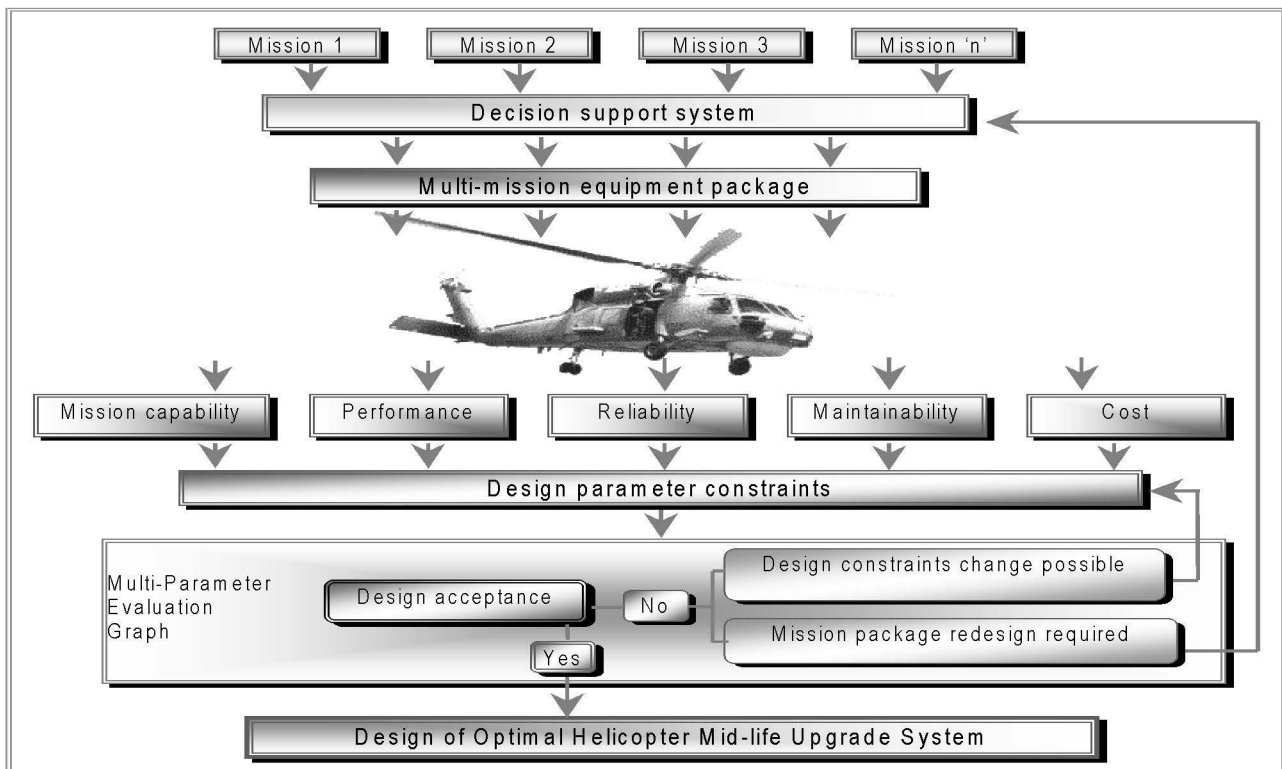 Mission 1
Mission 2
Mission 3
Mission ‘n’
Decision support system
Multi-mission equipment package
Mission capability
Performance
Reliability
Maintainability
Cost
Design parameter constraints
Multi-Parameter
Evaluation
Graph
Design acceptance
No
Design constraints change possible
Mission package redesign required
Yes
Design of Optimal Helicopter Mid-life Upgrade System